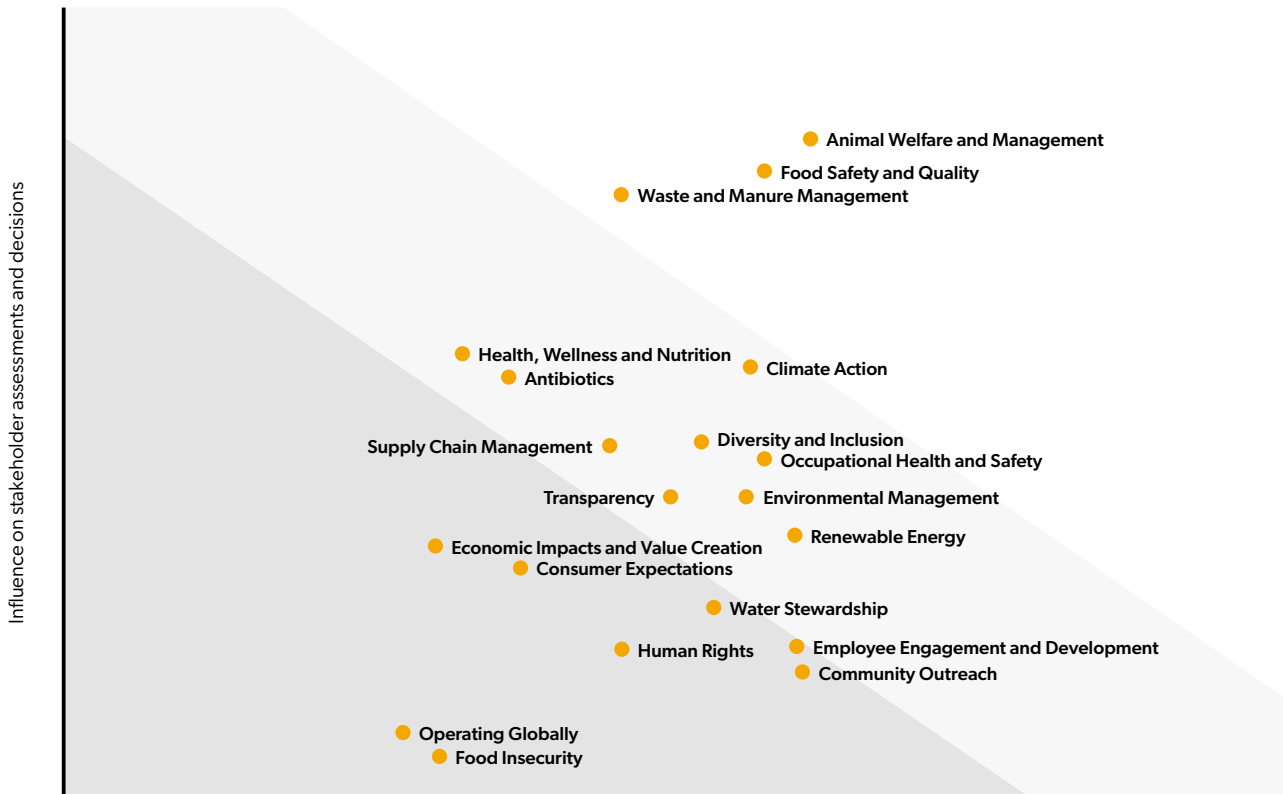 Influence on stakeholder assessments and decisions
Animal Welfare and Management
Food Safety and Quality
Waste and Manure Management
Health, Wellness and Nutrition
Climate Action
Antibiotics
Diversity and Inclusion
Supply Chain Management
Occupational Health and Safety
Transparency
Environmental Management
Renewable Energy
Economic Impacts and Value Creation
Consumer Expectations
Water Stewardship
Employee Engagement and Development
Human Rights
Community Outreach
Operating Globally
Food Insecurity